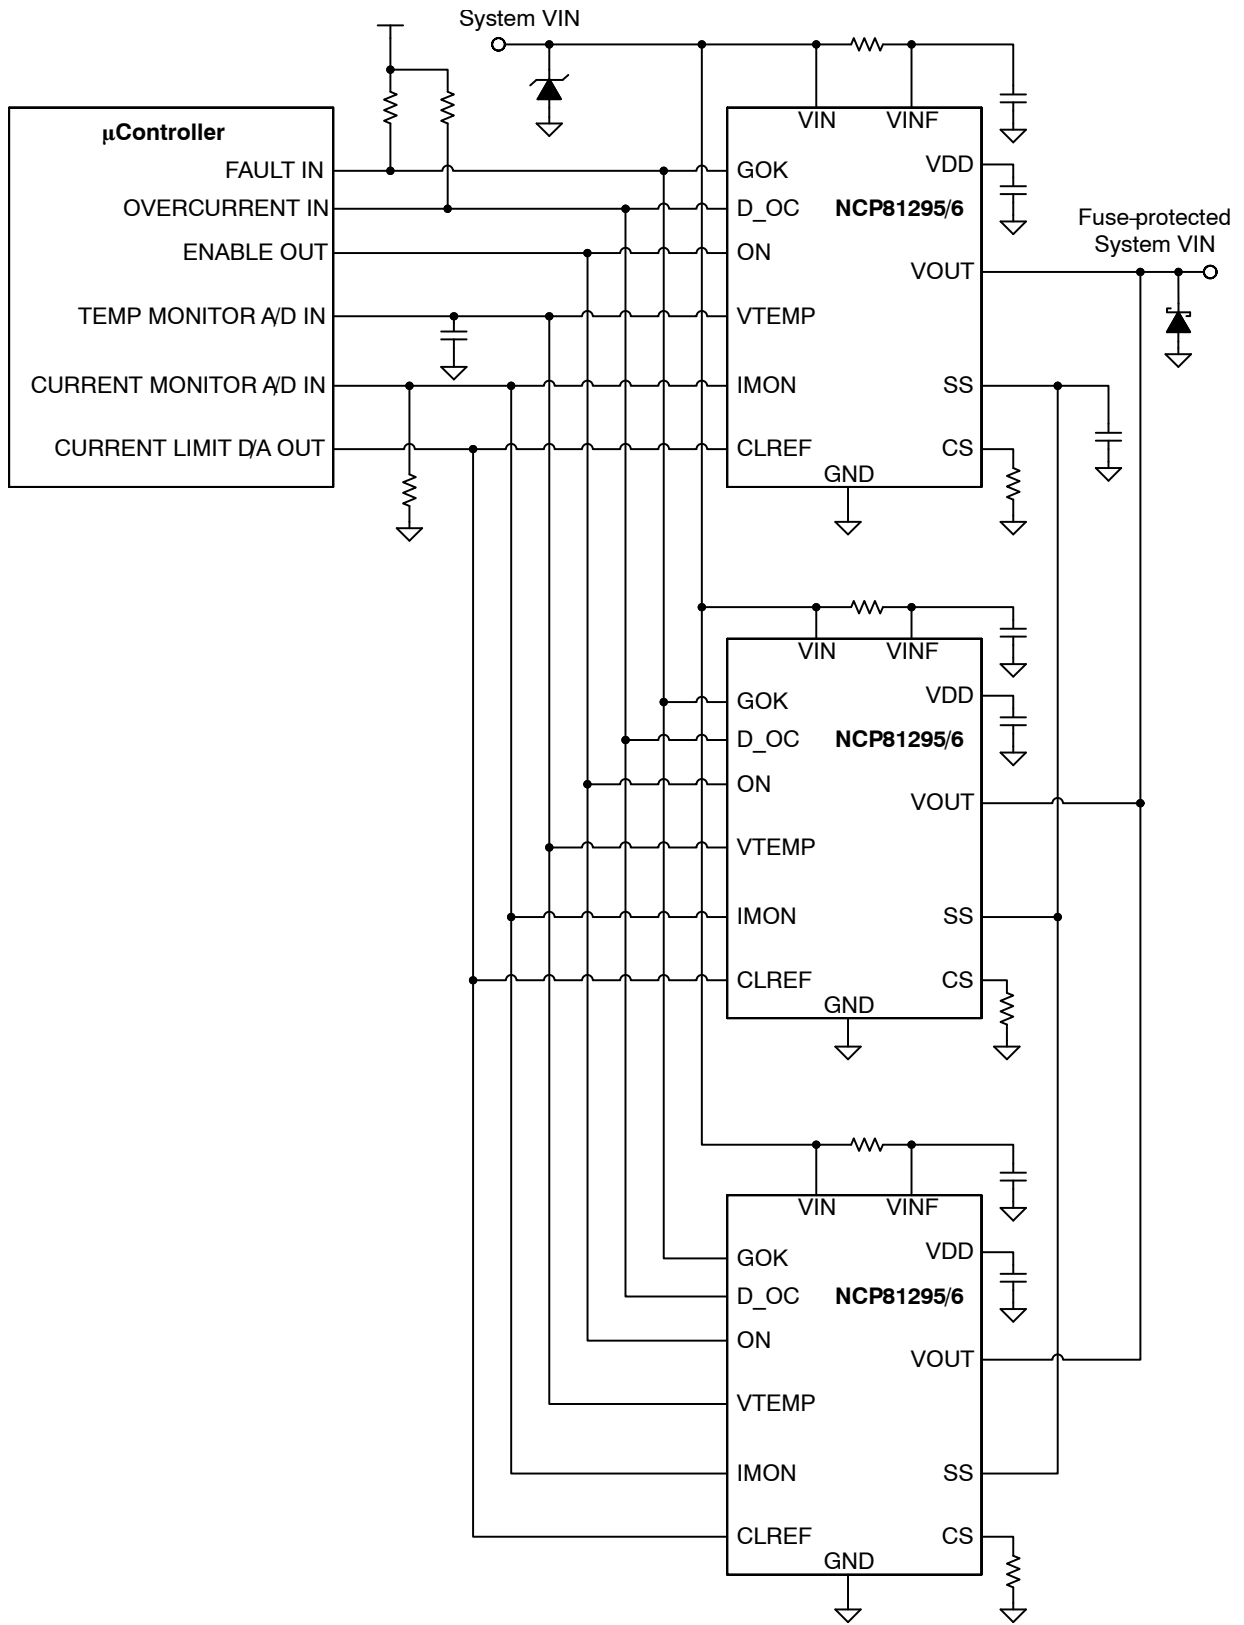 System VIN
µController
FAULT IN
OVERCURRENT IN
ENABLE OUT
TEMP MONITOR A/D IN
CURRENT MONITOR A/D IN
CURRENT LIMIT D/A OUT
VIN
VINF
GOK
VDD
D_OC
NCP81295/6
ON
VOUT
VTEMP
IMON
SS
CLREF
CS
GND
Fuse-protected
System VIN
VIN
VINF
GOK
VDD
D_OC
NCP81295/6
ON
VOUT
VTEMP
IMON
SS
CLREF
CS
GND
VIN
VINF
GOK
VDD
D_OC
NCP81295/6
ON
VOUT
VTEMP
IMON
SS
CLREF
CS
GND